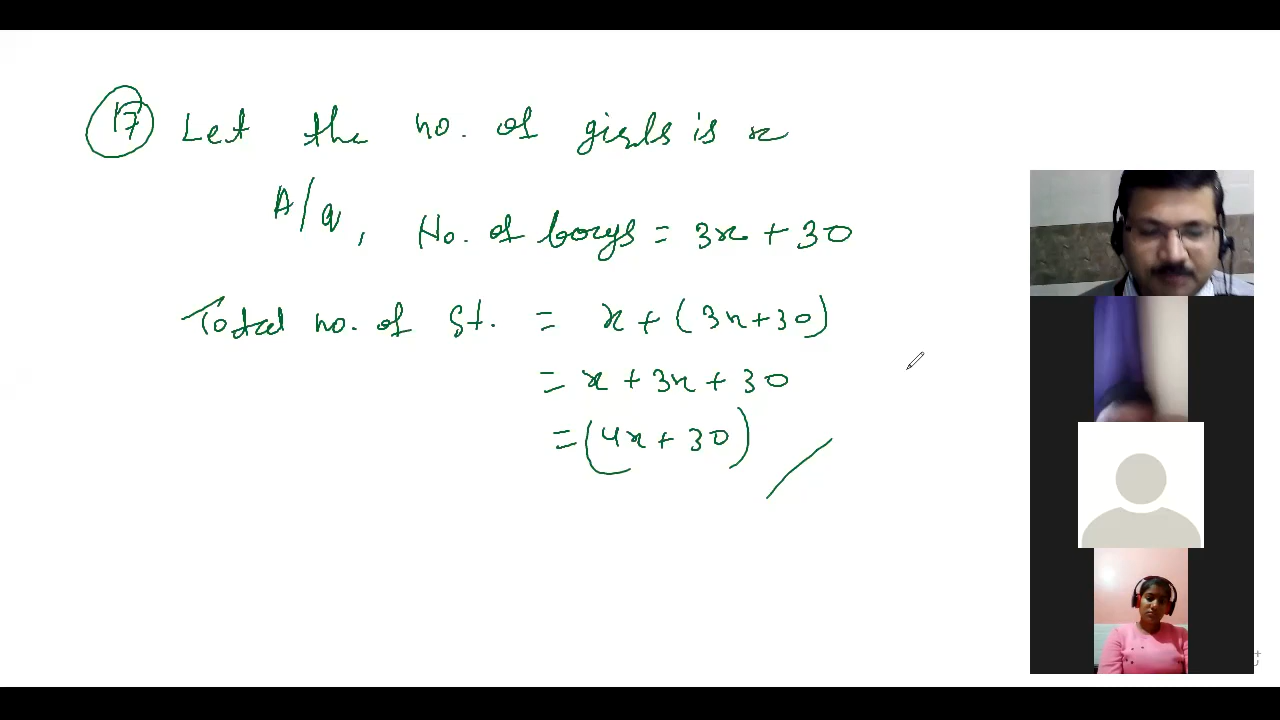 17 Let the no. of girls is x
A/q, No. of boys = 3x + 30
Total no. of St. = x + (3x+30)
= x + 3x + 30
= (4x + 30)